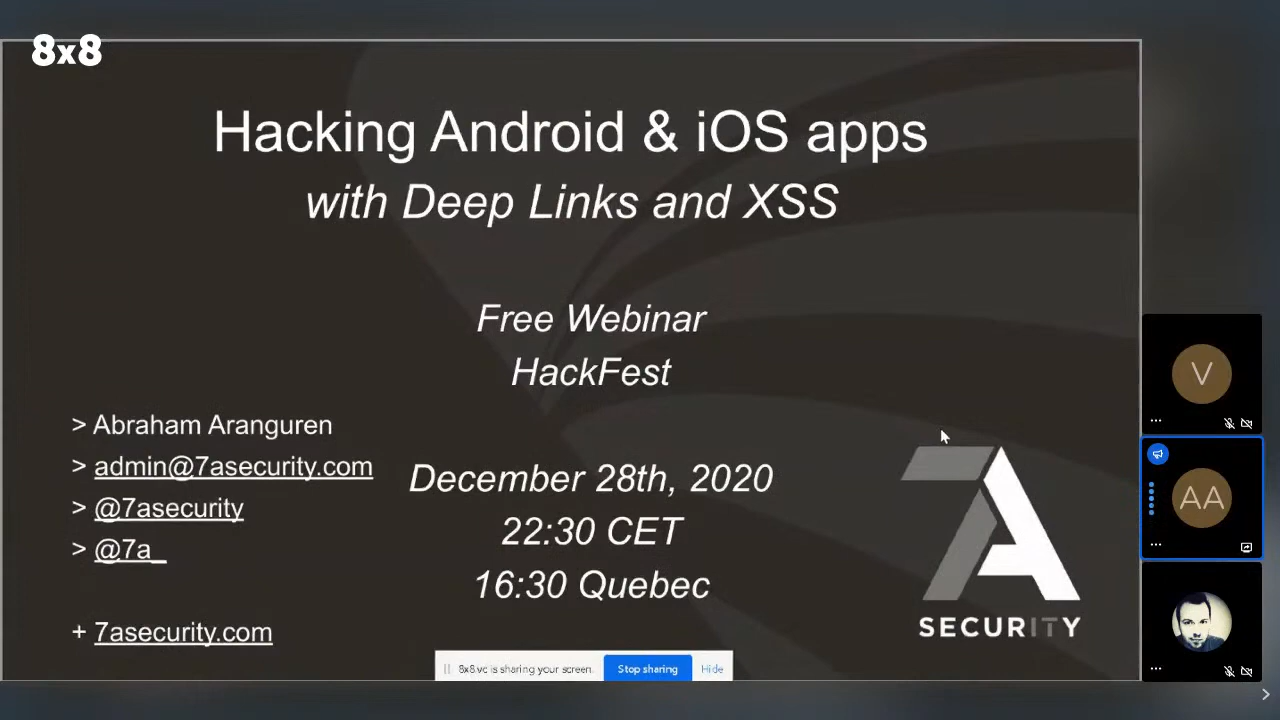 8x8
Hacking Android & iOS apps
with Deep Links and XSS
Free Webinar
HackFest
> Abraham Aranguren
> admin@7asecurity.com
> @7asecurity
> @7a_
+ 7asecurity.com
December 28th, 2020
22:30 CET
16:30 Quebec
7A
SECURITY
8x8.vc is sharing your screen.
Stop sharing
Hide
V
AA